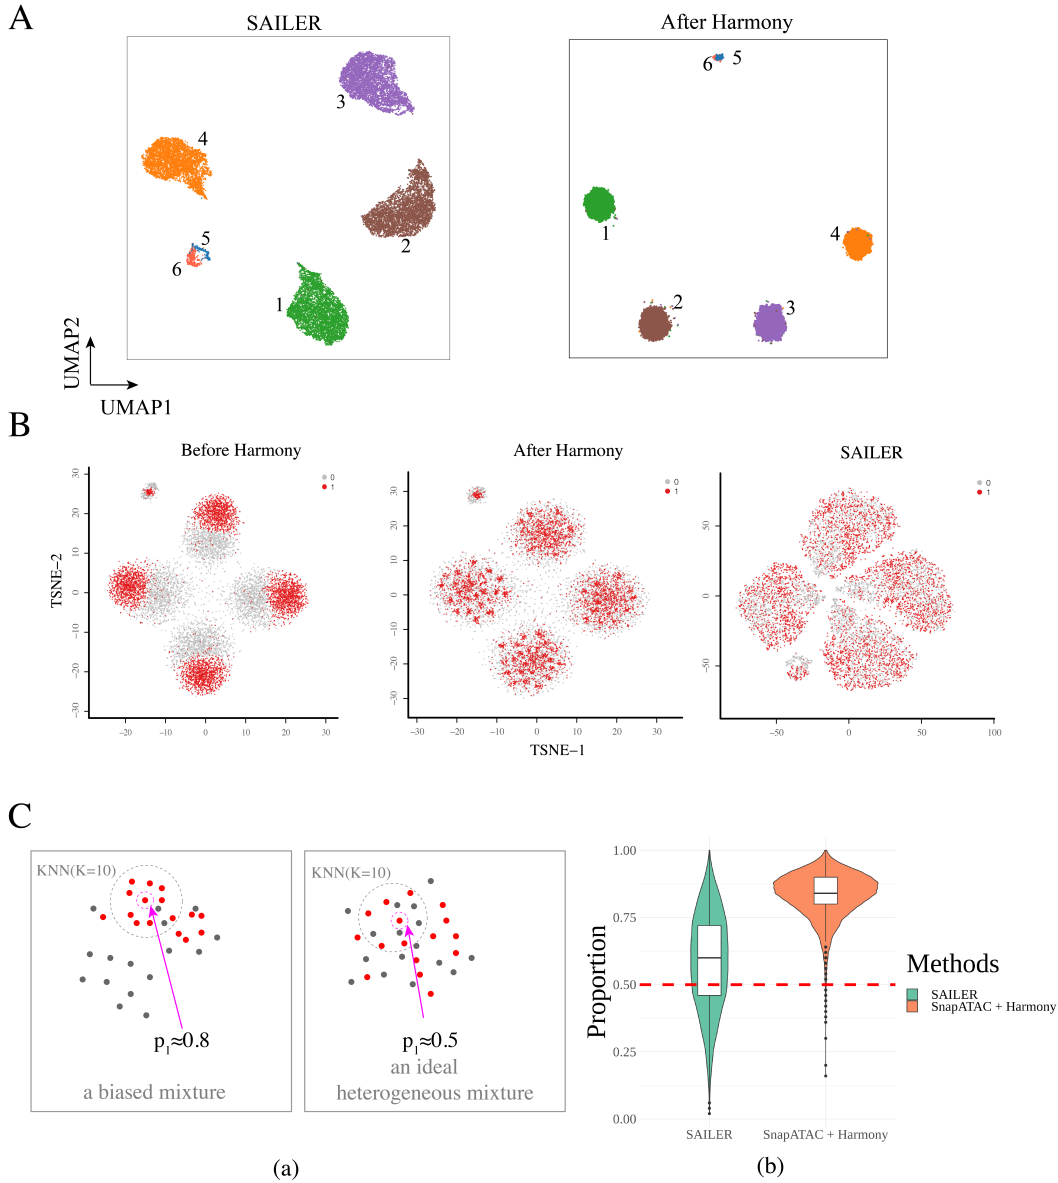 A
SAILER
After Harmony
3
4
5
6
2
1
6
5
1
4
2
3
UMAP2
UMAP1
B
Before Harmony
After Harmony
SAILER
0
1
0
1
0
1
TSNE−2
30
20
10
0
−10
−20
−30
−20
−10
0
10
20
30
30
20
10
0
−10
−20
−30
−30
−20
−10
0
10
20
30
TSNE−1
50
0
−50
−50
0
50
100
C
KNN(K=10)
p1≈0.8
a biased mixture
KNN(K=10)
p1≈0.5
an ideal
heterogeneous mixture
(a)
Proportion
1.00
0.75
0.50
0.25
0.00
SAILER
SnapATAC + Harmony
Methods
SAILER
SnapATAC + Harmony
(b)